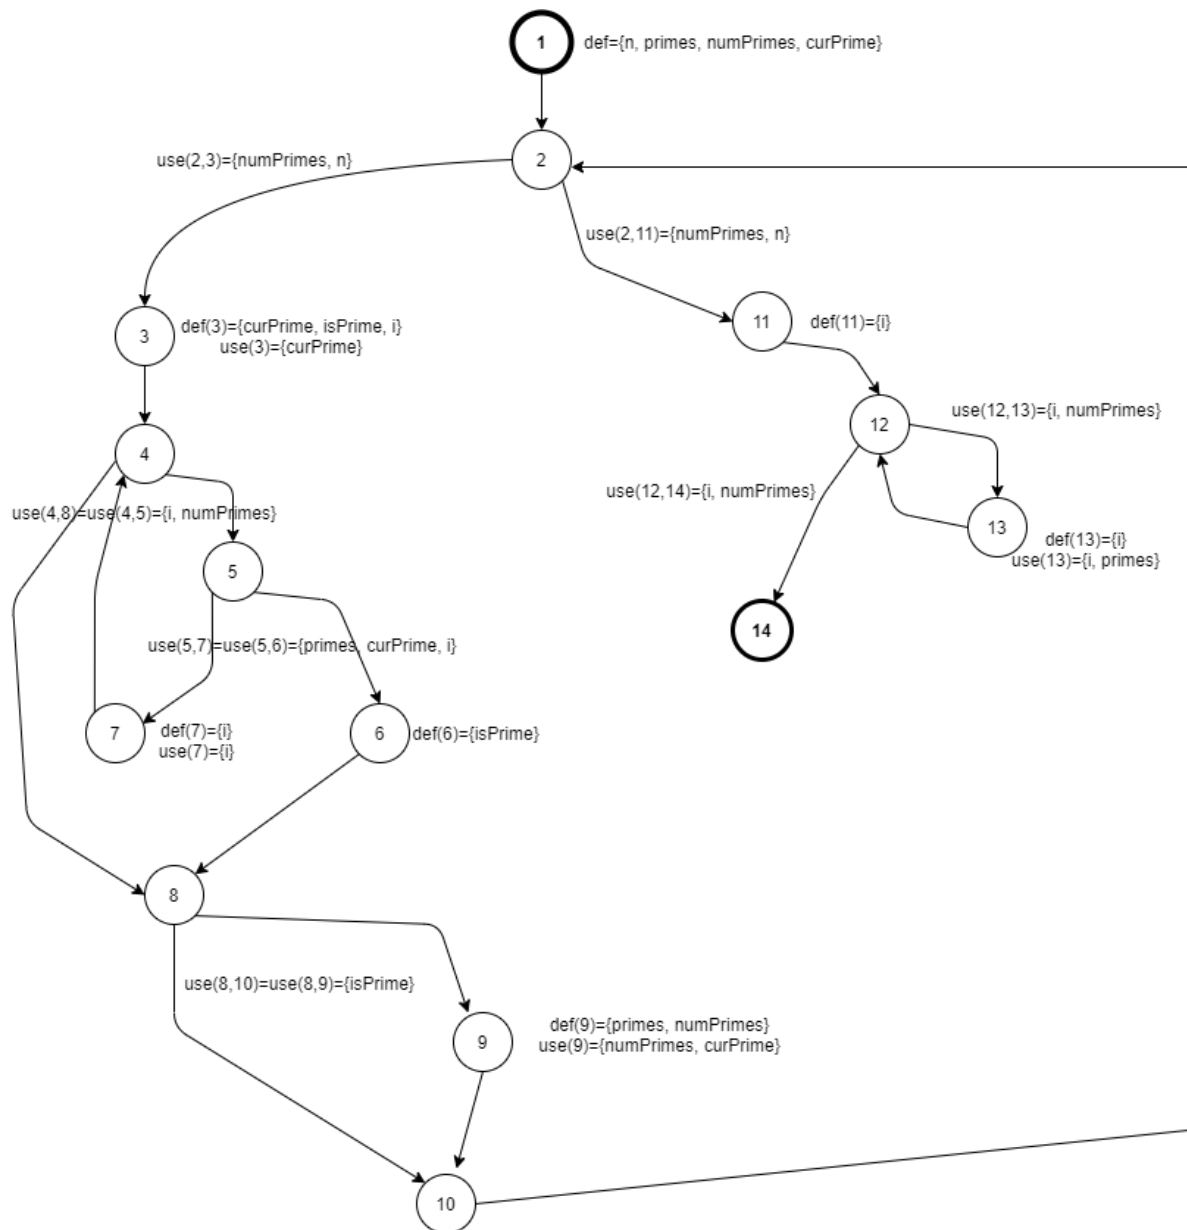 1
def={n, primes, numPrimes, curPrime}
2
use(2,3)={numPrimes, n}
use(2,11)={numPrimes, n}
3
def(3)={curPrime, isPrime, i}
use(3)={curPrime}
11
def(11)={i}
4
12
use(12,13)={i, numPrimes}
use(12,14)={i, numPrimes}
use(4,8)=use(4,5)={i, numPrimes}
13
def(13)={i}
use(13)={i, primes}
5
14
use(5,7)=use(5,6)={primes, curPrime, i}
7
def(7)={i}
use(7)={i}
6
def(6)={isPrime}
8
use(8,10)=use(8,9)={isPrime}
9
def(9)={primes, numPrimes}
use(9)={numPrimes, curPrime}
10